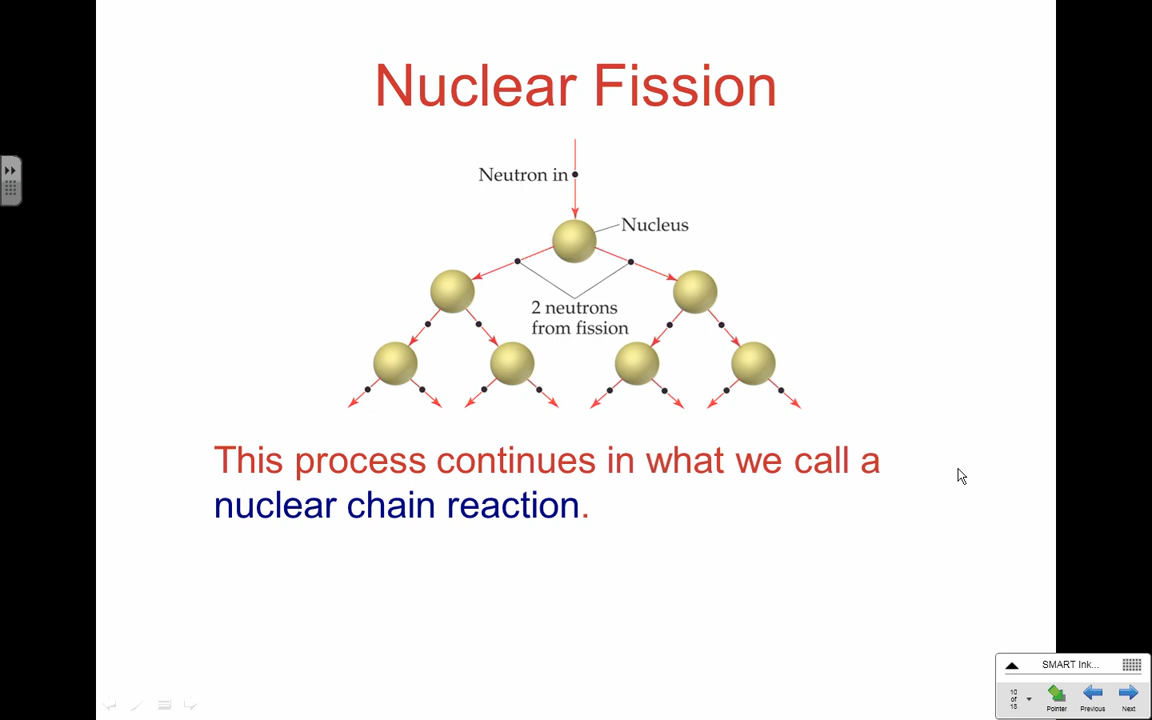 Nuclear Fission
Neutron in
Nucleus
2 neutrons
from fission
This process continues in what we call a
nuclear chain reaction.
SMART Ink...
10
of
18
Pointer
Previous
Next